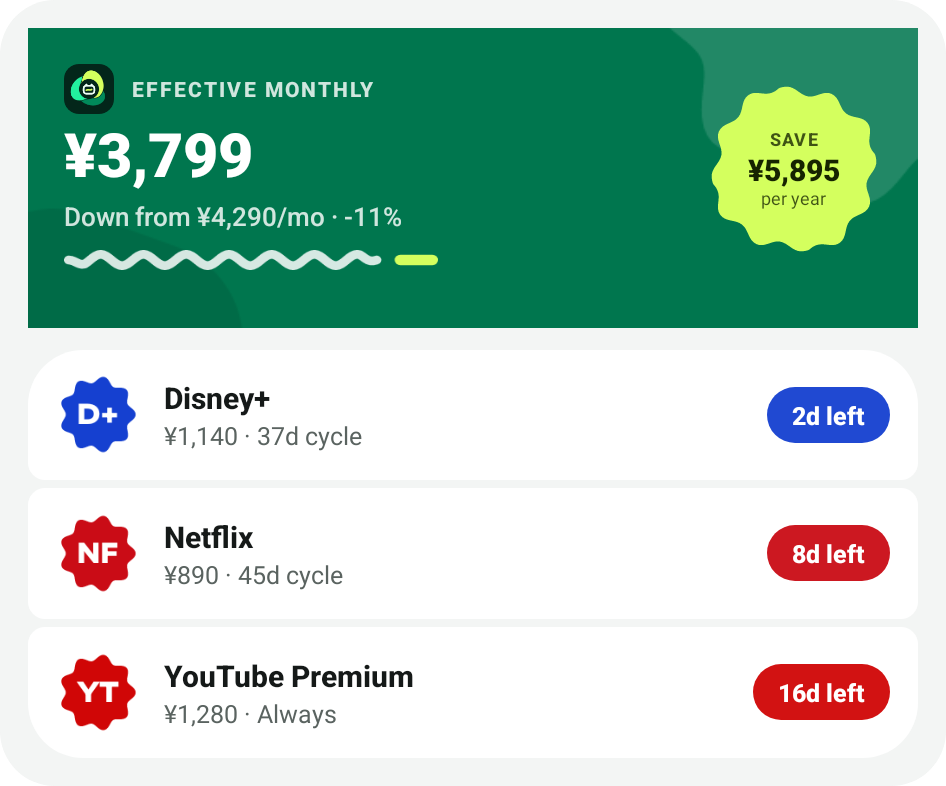 EFFECTIVE MONTHLY
¥3,799
Down from ¥4,290/mo · -11%
SAVE
¥5,895
per year
D+
Disney+
¥1,140 · 37d cycle
2d left
NF
Netflix
¥890 · 45d cycle
8d left
YT
YouTube Premium
¥1,280 · Always
16d left